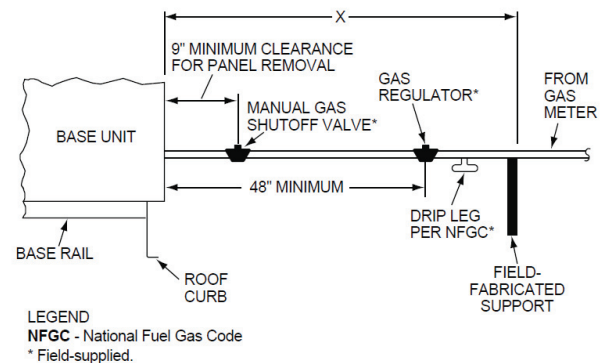 X
9" MINIMUM CLEARANCE
FOR PANEL REMOVAL
GAS
REGULATOR*
FROM
GAS
METER
MANUAL GAS
SHUTOFF VALVE*
BASE UNIT
48" MINIMUM
DRIP LEG
PER NFGC*
BASE RAIL
ROOF
CURB
FIELD-
FABRICATED
SUPPORT
LEGEND
NFGC - National Fuel Gas Code
* Field-supplied.